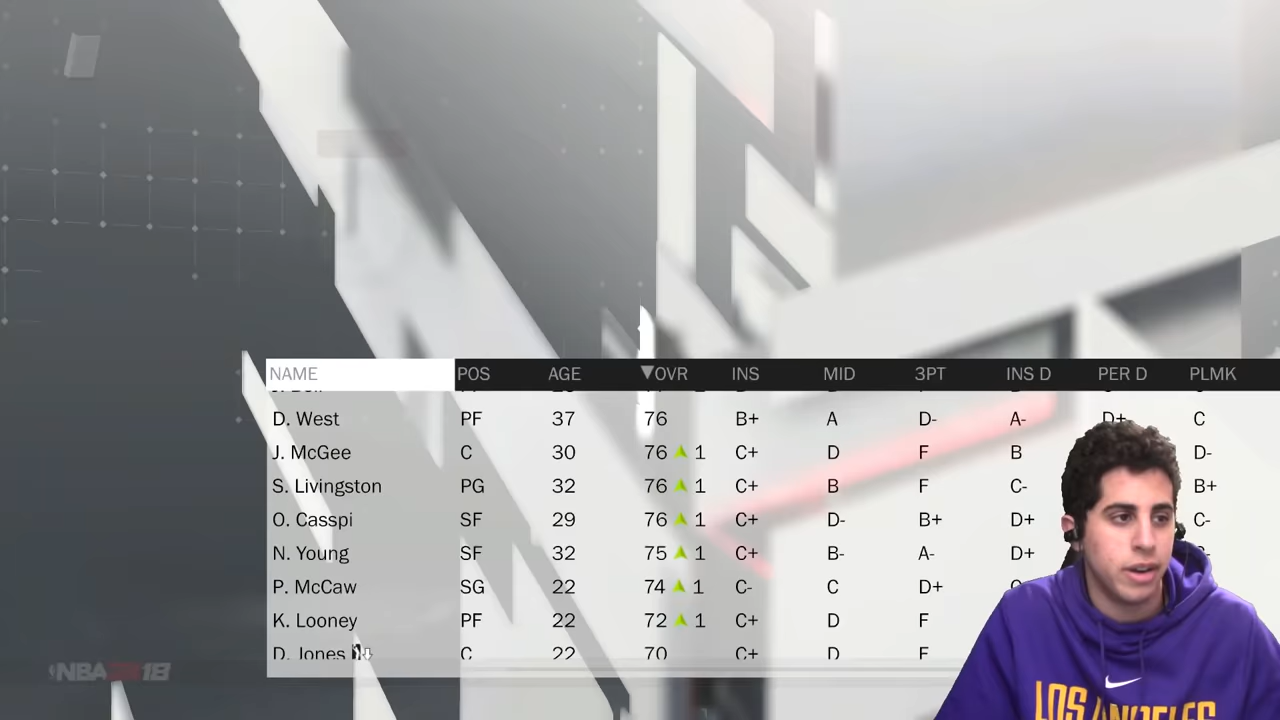 NAME POS AGE ▼OVR INS MID 3PT INS D PER D PLMK
D. West PF 37 76 B+ A D- A- D+ C
J. McGee C 30 76 ▲ 1 C+ D F B D-
S. Livingston PG 32 76 ▲ 1 C+ B F C- B+
O. Casspi SF 29 76 ▲ 1 C+ D- B+ D+ C-
N. Young SF 32 75 ▲ 1 C+ B- A- D+
P. McCaw SG 22 74 ▲ 1 C- C D+
K. Looney PF 22 72 ▲ 1 C+ D F
D. Jones C 22 70 C+ D F
NBA 2K18
LOS ANGELES